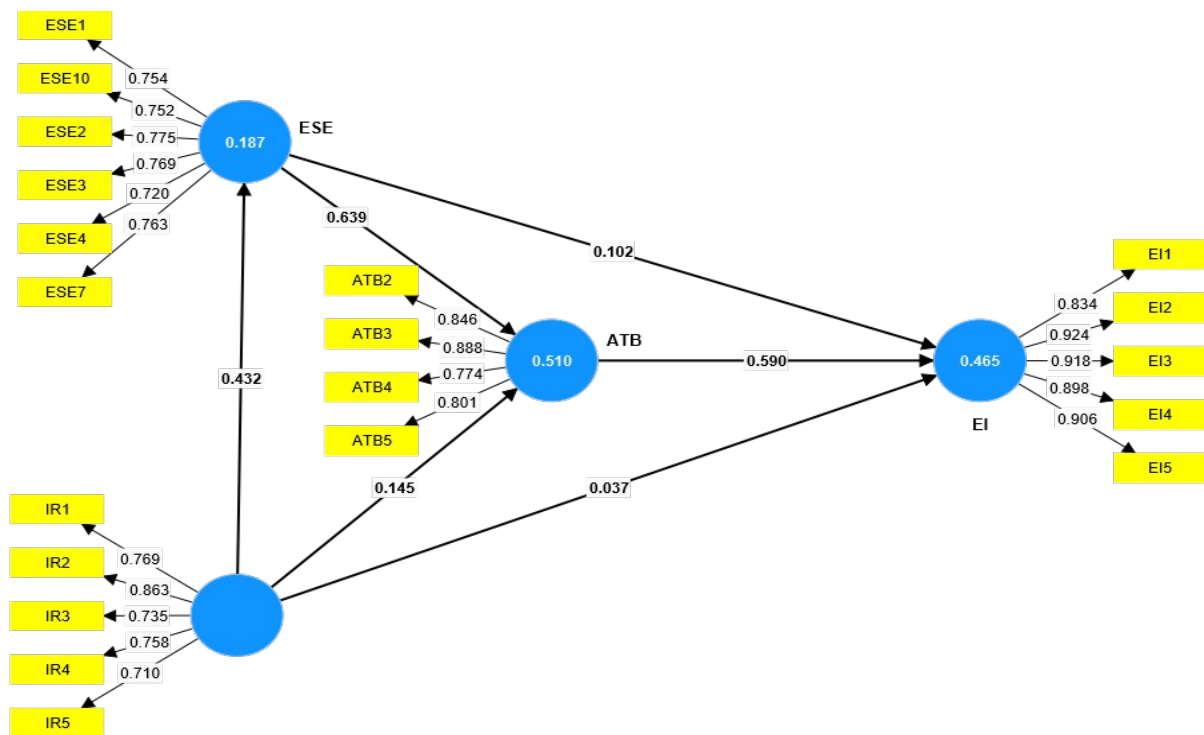 ESE1
0.754
ESE10
0.752
ESE2
0.775
ESE3
0.769
ESE4
0.720
ESE7
0.763
0.187
ESE
0.639
0.102
ATB2
0.846
ATB3
0.888
ATB4
0.774
ATB5
0.801
0.510
ATB
0.590
0.465
EI
EI1
0.834
EI2
0.924
EI3
0.918
EI4
0.898
EI5
0.906
0.432
0.145
0.037
IR1
0.769
IR2
0.863
IR3
0.735
IR4
0.758
IR5
0.710